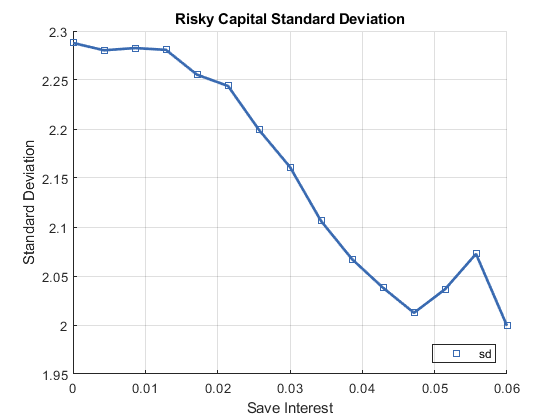 Risky Capital Standard Deviation
2.3
2.25
2.2
2.15
2.1
2.05
2
1.95
Standard Deviation
sd
0 0.01 0.02 0.03 0.04 0.05 0.06
Save Interest